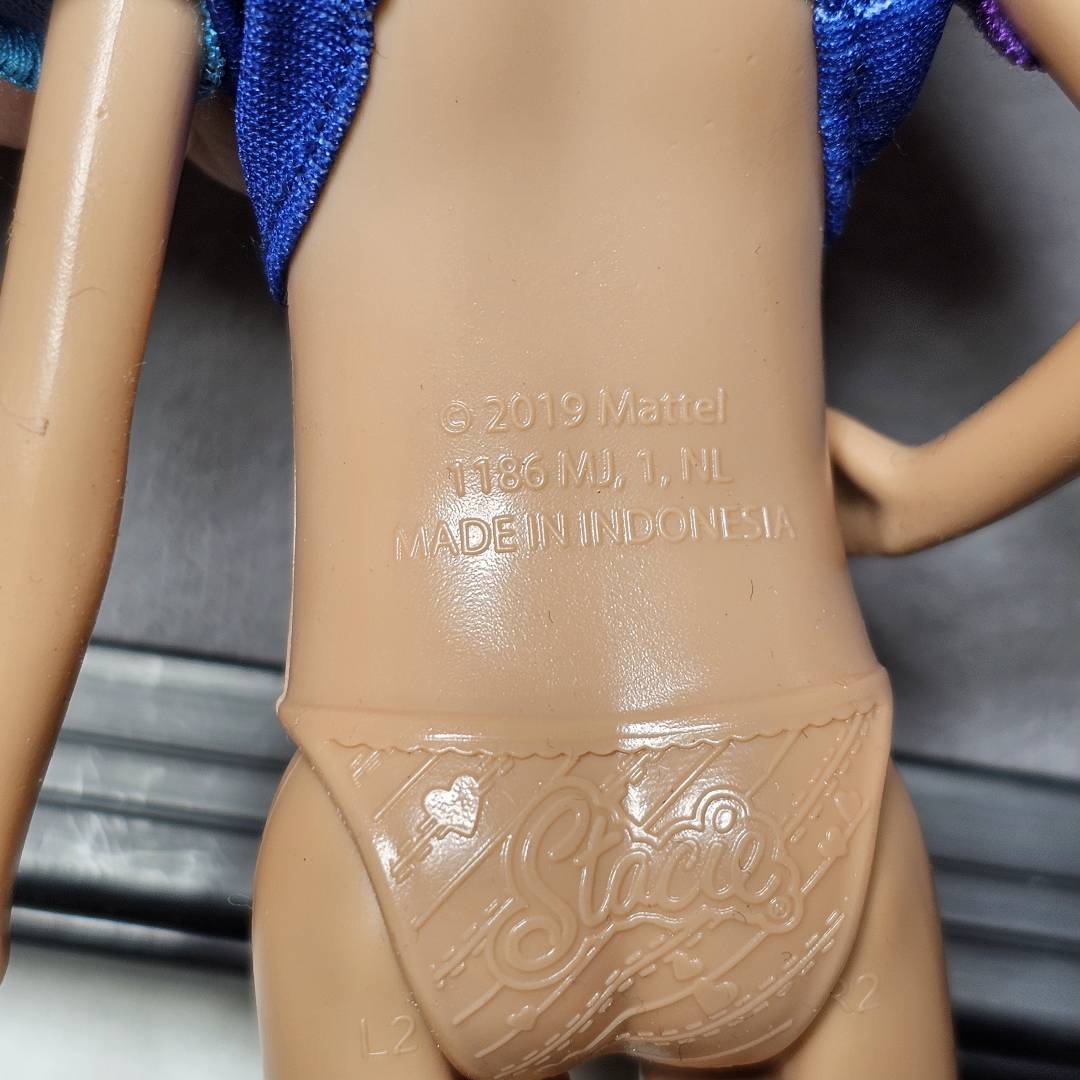 © 2019 Mattel
1186 MJ, 1, NL
MADE IN INDONESIA
Stacie
L2
R2